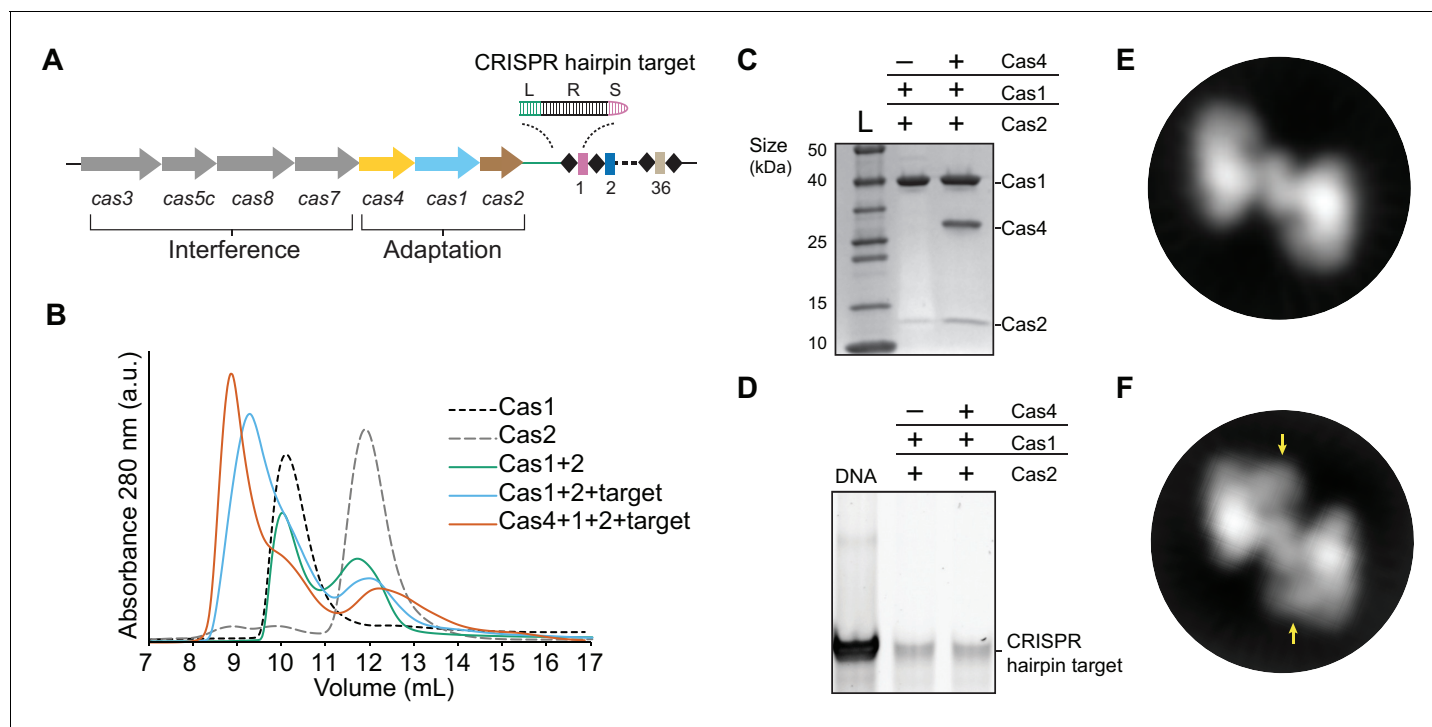 A
CRISPR hairpin target
L R S
cas3 cas5c cas8 cas7 cas4 cas1 cas2
1 2 36
Interference Adaptation
B
Absorbance 280 nm (a.u.)
Cas1
Cas2
Cas1+2
Cas1+2+target
Cas4+1+2+target
7 8 9 10 11 12 13 14 15 16 17
Volume (mL)
C
– + Cas4
+ + Cas1
L + + Cas2
Size
(kDa)
50
40
25
15
10
Cas1
Cas4
Cas2
D
– + Cas4
+ + Cas1
DNA + + Cas2
CRISPR
hairpin target
E
F